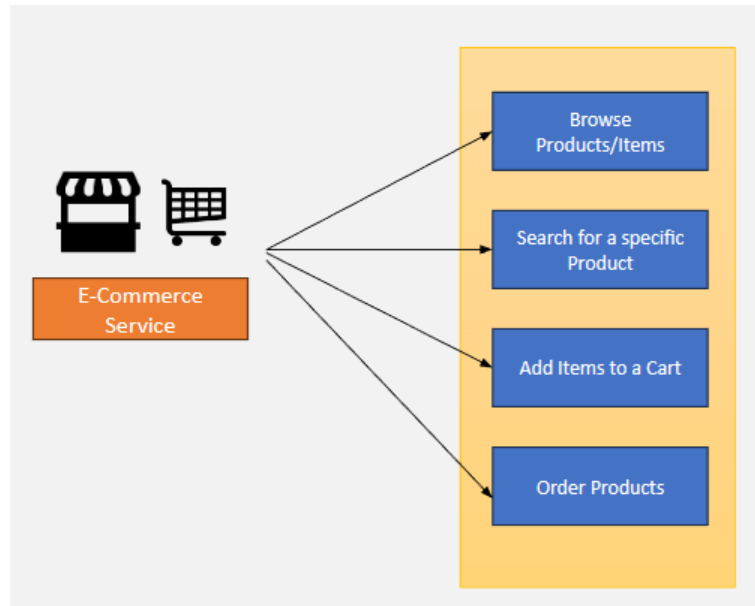 Browse
Products/Items
Search for a specific
Product
E-Commerce
Service
Add Items to a Cart
Order Products